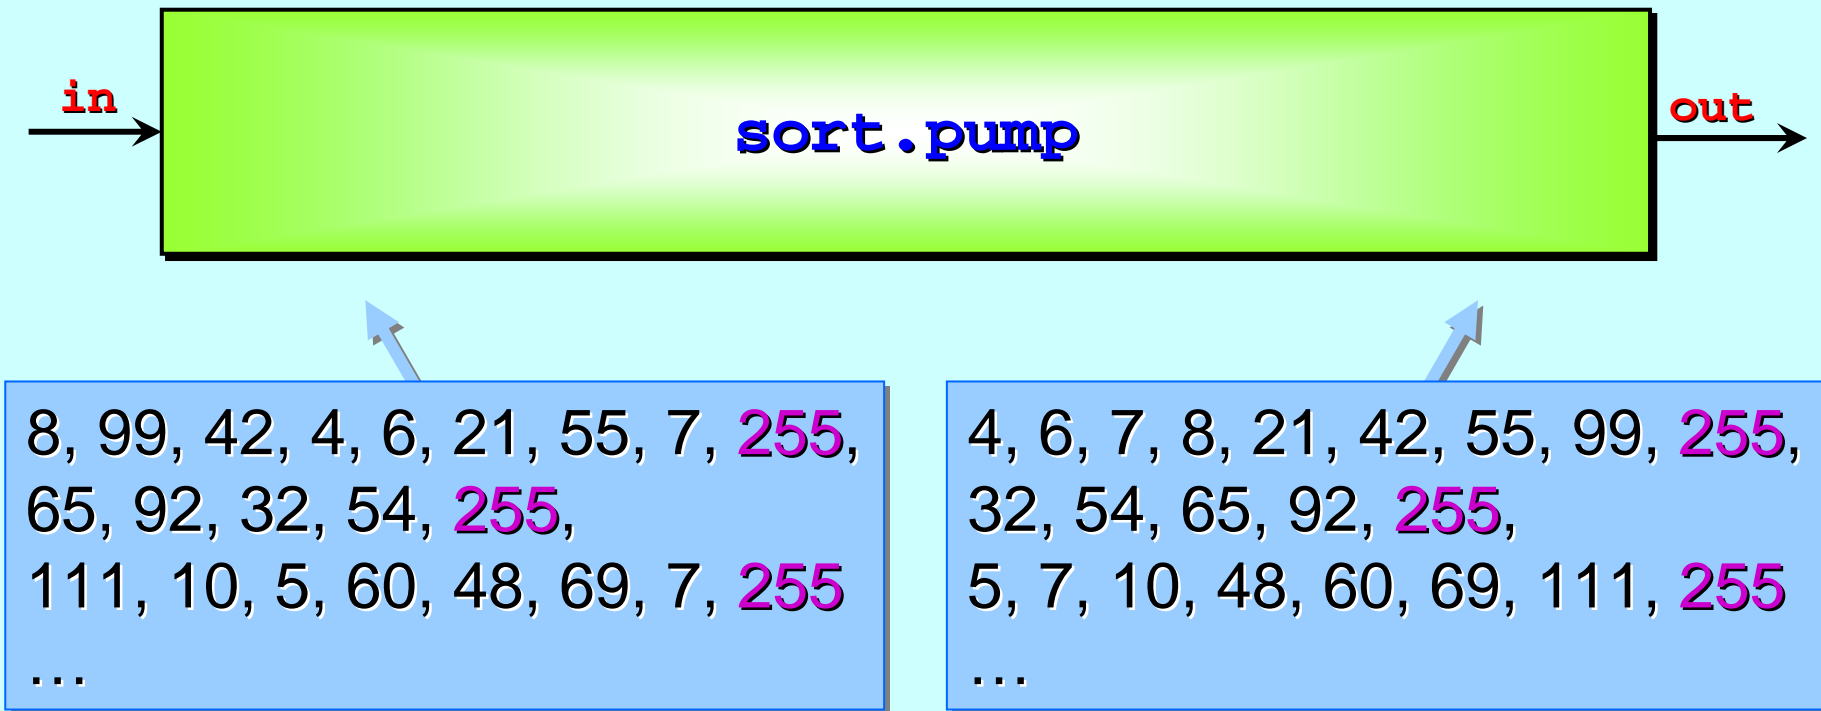 in
sort.pump
out
8, 99, 42, 4, 6, 21, 55, 7, 255,
65, 92, 32, 54, 255,
111, 10, 5, 60, 48, 69, 7, 255
…
4, 6, 7, 8, 21, 42, 55, 99, 255,
32, 54, 65, 92, 255,
5, 7, 10, 48, 60, 69, 111, 255
…